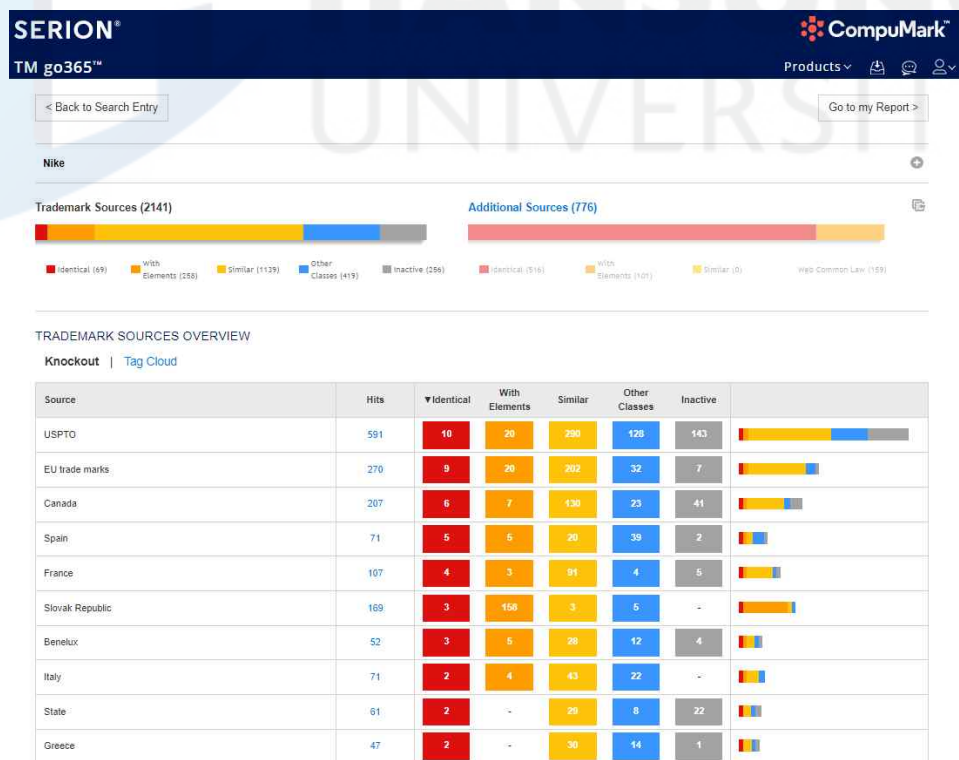 SERION®
CompuMark™
TM go365™
Products
< Back to Search Entry
Go to my Report >
UNIVERSIT
Nike
Trademark Sources (2141)
Additional Sources (776)
Identical (69)
With Elements (258)
Similar (1139)
Other Classes (419)
Inactive (256)
Identical (516)
With Elements (101)
Similar (0)
Web Common Law (159)
TRADEMARK SOURCES OVERVIEW
Knockout | Tag Cloud
Source Hits ▼Identical With Elements Similar Other Classes Inactive
USPTO 591 10 20 290 128 143
EU trade marks 270 9 20 202 32 7
Canada 207 6 7 130 23 41
Spain 71 5 5 20 39 2
France 107 4 3 91 4 5
Slovak Republic 169 3 158 3 5 -
Benelux 52 3 5 28 12 4
Italy 71 2 4 43 22 -
State 61 2 - 29 8 22
Greece 47 2 - 30 14 1